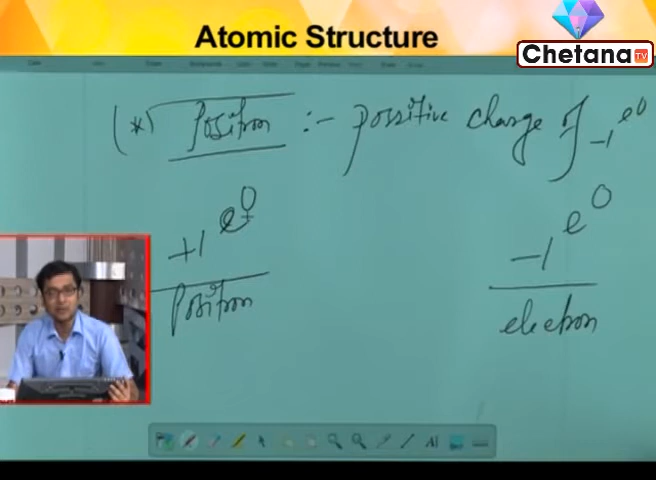 Atomic Structure
Chetana TV
(*) Positron :- possitive charge of -1e0
+1e0 -1e0
Positron electron